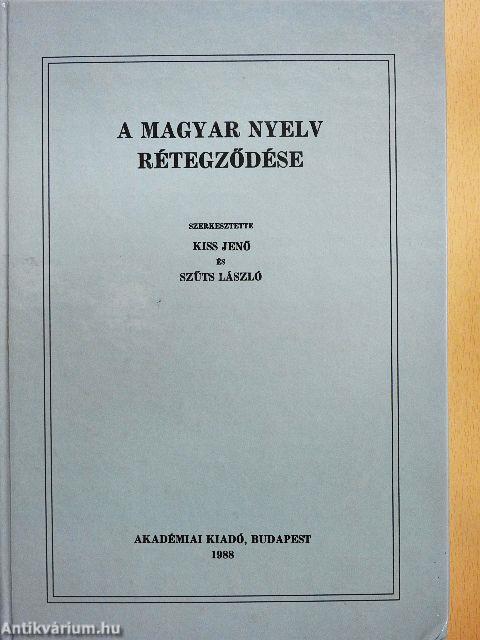 A MAGYAR NYELV
RÉTEGZŐDÉSE
SZERKESZTETTE
KISS JENŐ
ÉS
SZŰTS LÁSZLÓ
AKADÉMIAI KIADÓ, BUDAPEST
1988
Antikvárium.hu